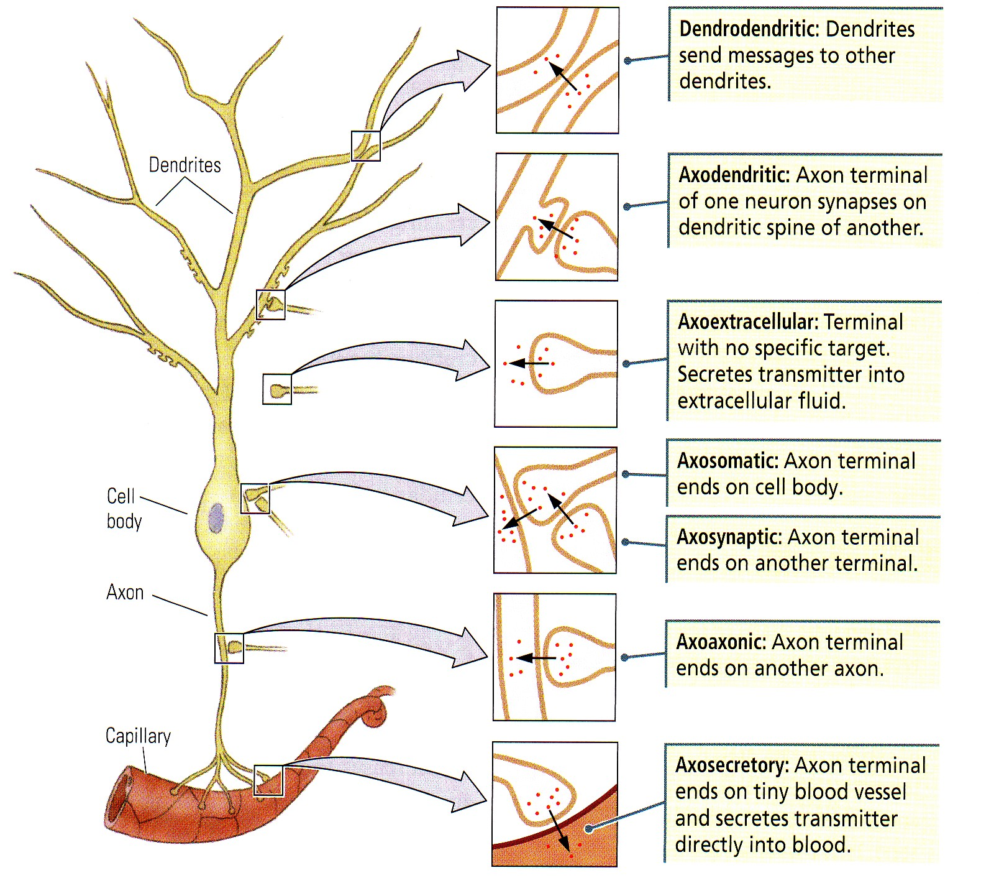 Dendrodendritic: Dendrites
send messages to other
dendrites.
Dendrites
Axodendritic: Axon terminal
of one neuron synapses on
dendritic spine of another.
Axoextracellular: Terminal
with no specific target.
Secretes transmitter into
extracellular fluid.
Cell
body
Axosomatic: Axon terminal
ends on cell body.
Axosynaptic: Axon terminal
ends on another terminal.
Axon
Axoaxonic: Axon terminal
ends on another axon.
Capillary
Axosecretory: Axon terminal
ends on tiny blood vessel
and secretes transmitter
directly into blood.